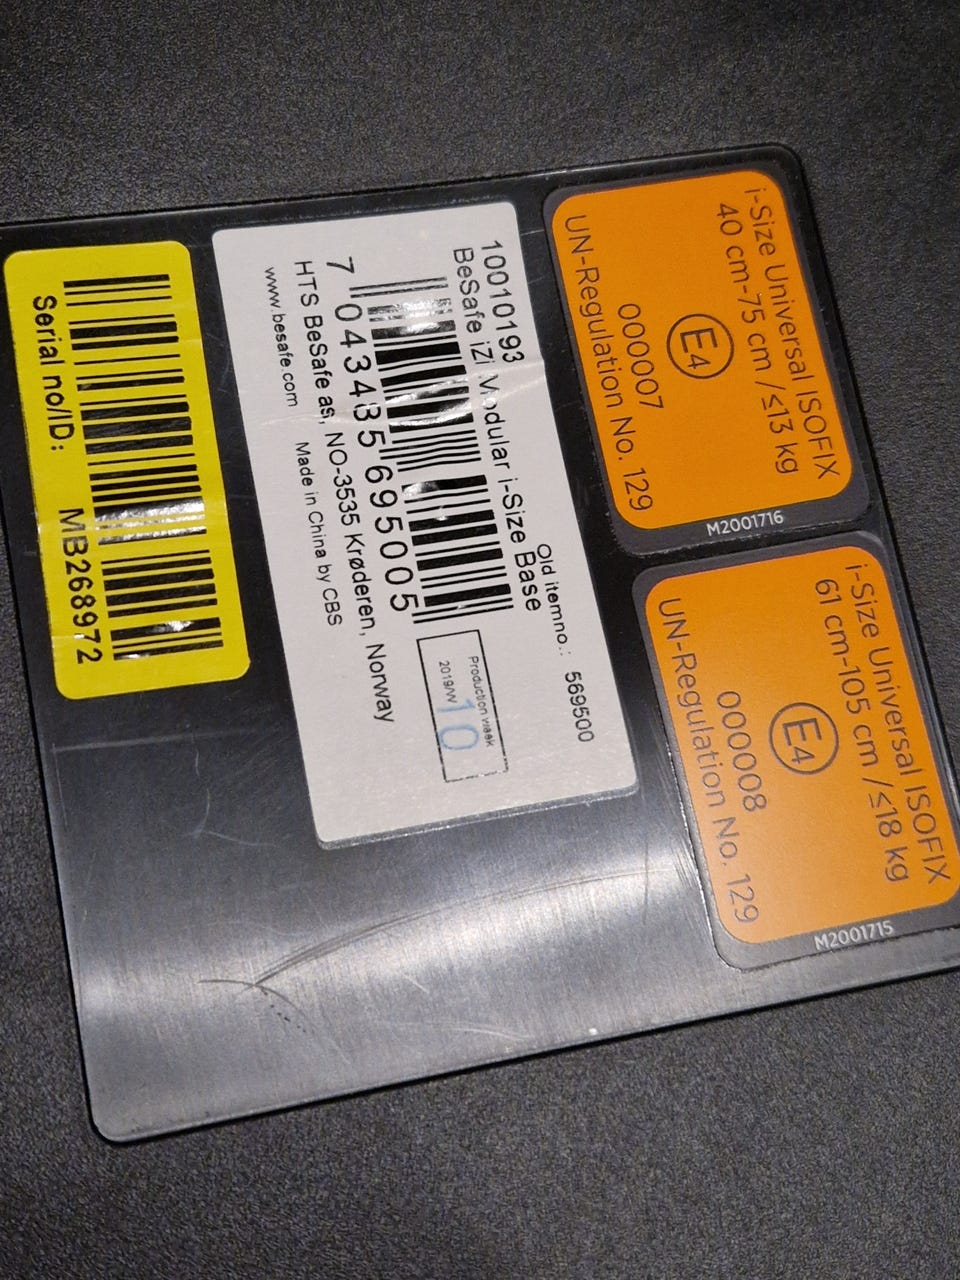 i-Size Universal ISOFIX
40 cm-75 cm /≤13 kg
E4
000007
UN-Regulation No. 129
M2001716
i-Size Universal ISOFIX
61 cm-105 cm /≤18 kg
E4
000008
UN-Regulation No. 129
M2001715
10010193
Old itemno.: 569500
BeSafe iZi Modular i-Size Base
7 043485 695005
Production week
2019/W 10
HTS BeSafe as, NO-3535 Krøderen, Norway
www.besafe.com Made in China by CBS
Serial no/ID: MB268972